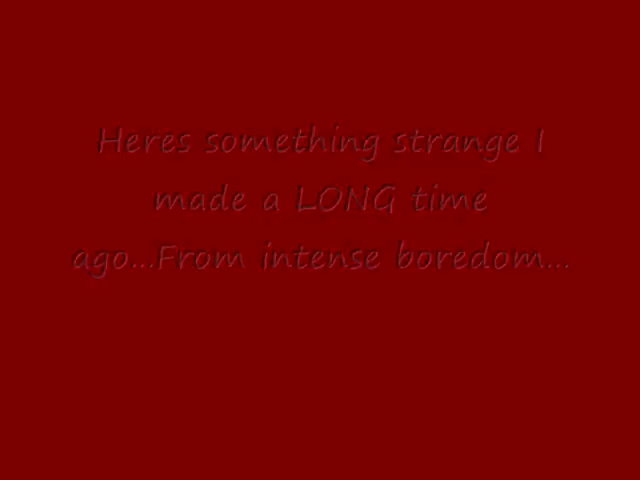 Heres something strange I
made a LONG time
ago...From intense boredom...